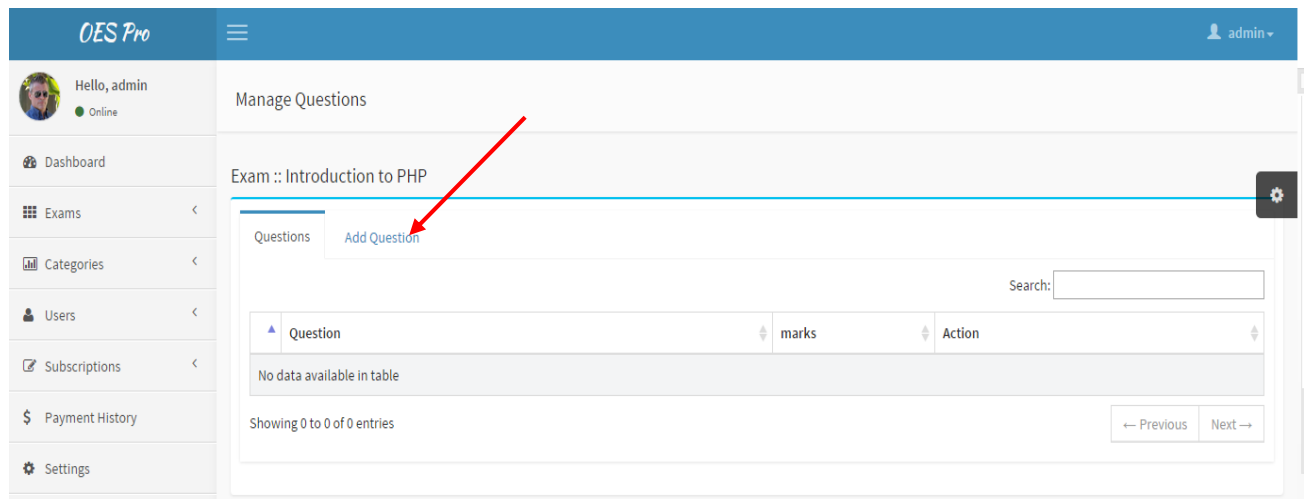 OES Pro
admin
Hello, admin
Online
Manage Questions
Dashboard
Exam :: Introduction to PHP
Exams
Questions
Add Question
Categories
Search:
Users
Question
marks
Action
Subscriptions
No data available in table
Payment History
Showing 0 to 0 of 0 entries
← Previous
Next →
Settings